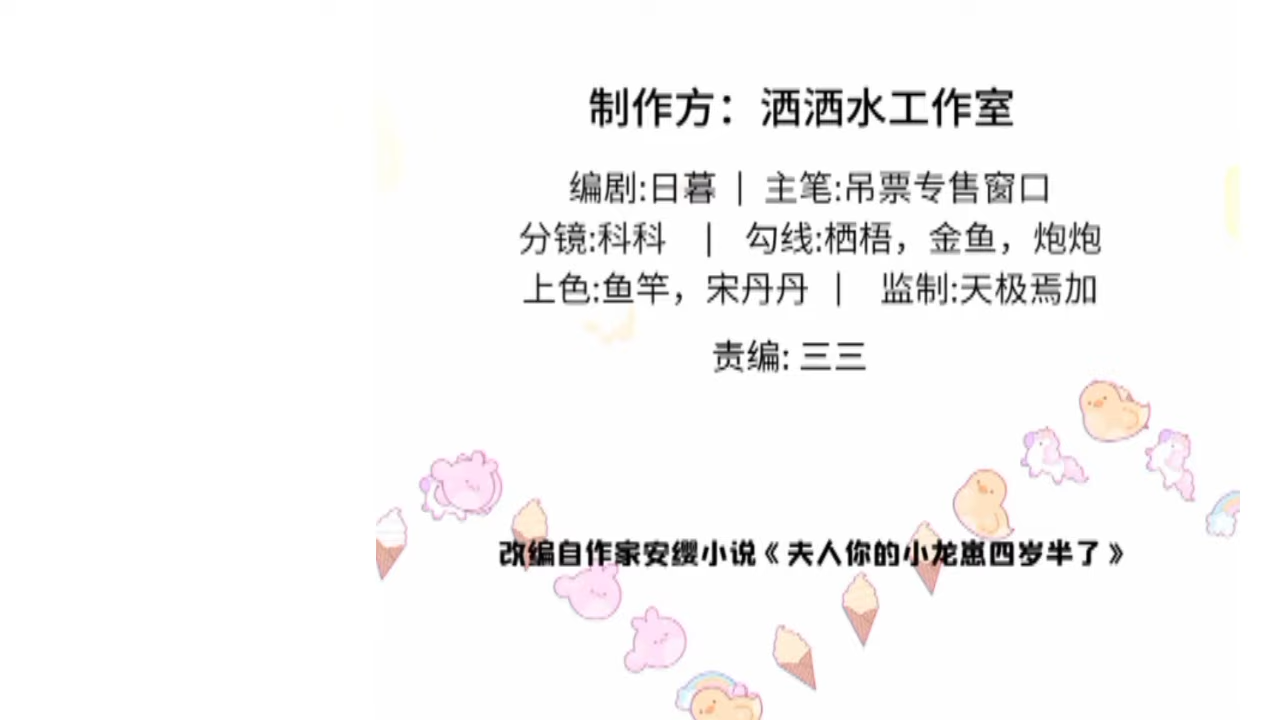 制作方：洒洒水工作室
编剧:日暮 | 主笔:吊票专售窗口
分镜:科科 | 勾线:栖梧，金鱼，炮炮
上色:鱼竿，宋丹丹 | 监制:天极焉加
责编: 三三
改编自作家安缨小说《夫人你的小龙崽四岁半了》